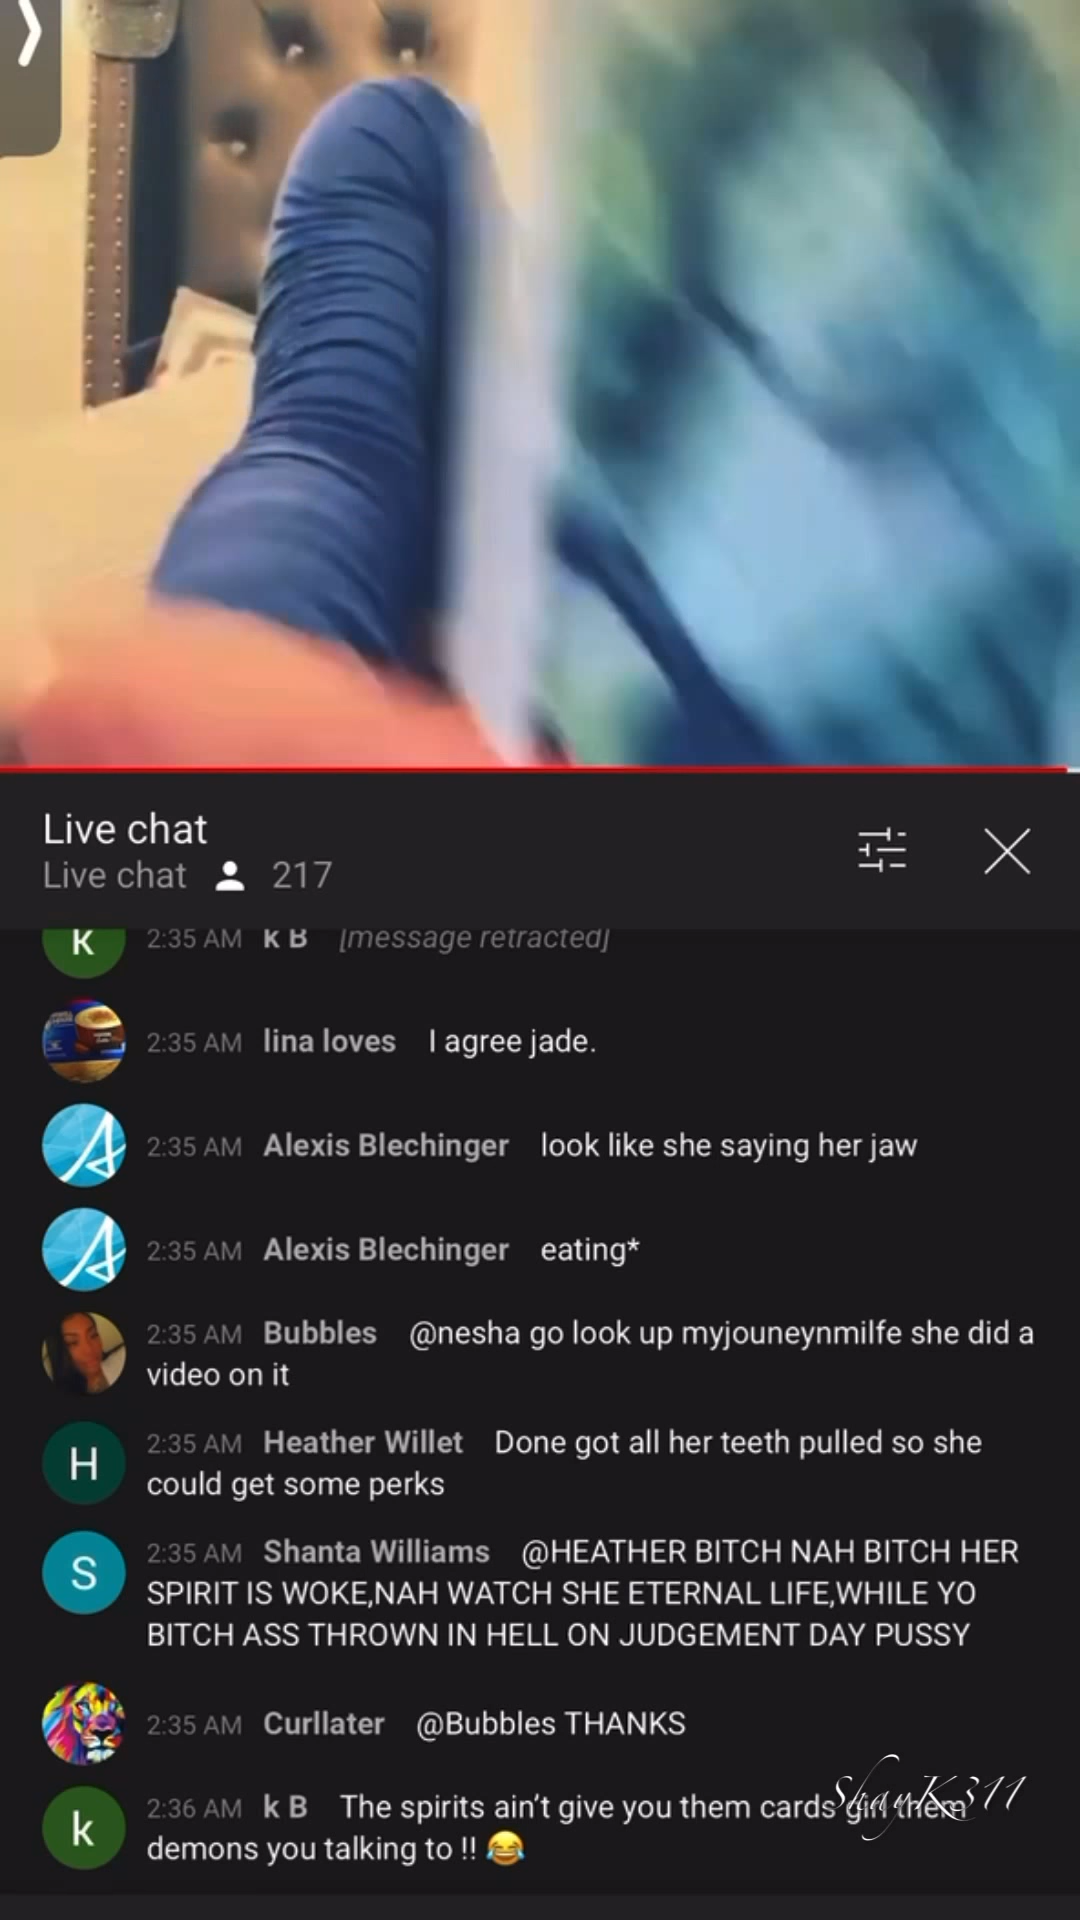 Live chat
Live chat 217
k
2:35 AM k B [message retracted]
2:35 AM lina loves I agree jade.
2:35 AM Alexis Blechinger look like she saying her jaw
2:35 AM Alexis Blechinger eating*
2:35 AM Bubbles @nesha go look up myjouneynmilfe she did a
video on it
H
2:35 AM Heather Willet Done got all her teeth pulled so she
could get some perks
S
2:35 AM Shanta Williams @HEATHER BITCH NAH BITCH HER
SPIRIT IS WOKE,NAH WATCH SHE ETERNAL LIFE,WHILE YO
BITCH ASS THROWN IN HELL ON JUDGEMENT DAY PUSSY
2:35 AM Curllater @Bubbles THANKS
ShayK311
k
2:36 AM k B The spirits ain't give you them cards girl them
demons you talking to !! 😂